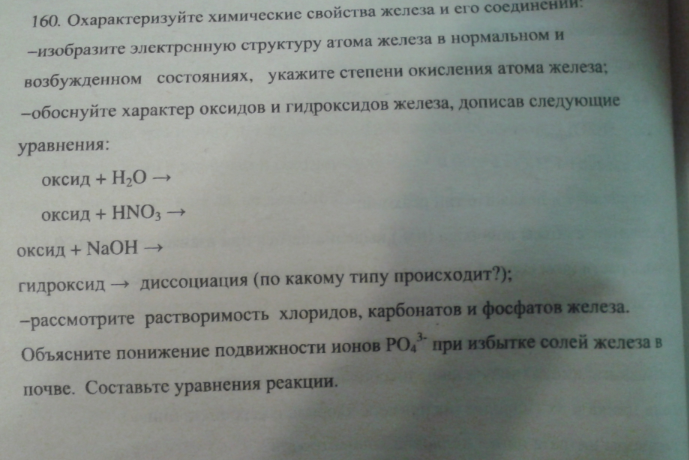 160. Охарактеризуйте химические свойства железа и его соединений:
–изобразите электронную структуру атома железа в нормальном и
возбужденном состояниях, укажите степени окисления атома железа;
–обоснуйте характер оксидов и гидроксидов железа, дописав следующие
уравнения:
оксид + H₂O →
оксид + HNO₃ →
оксид + NaOH →
гидроксид → диссоциация (по какому типу происходит?);
–рассмотрите растворимость хлоридов, карбонатов и фосфатов железа.
Объясните понижение подвижности ионов PO₄³⁻ при избытке солей железа в
почве. Составьте уравнения реакции.